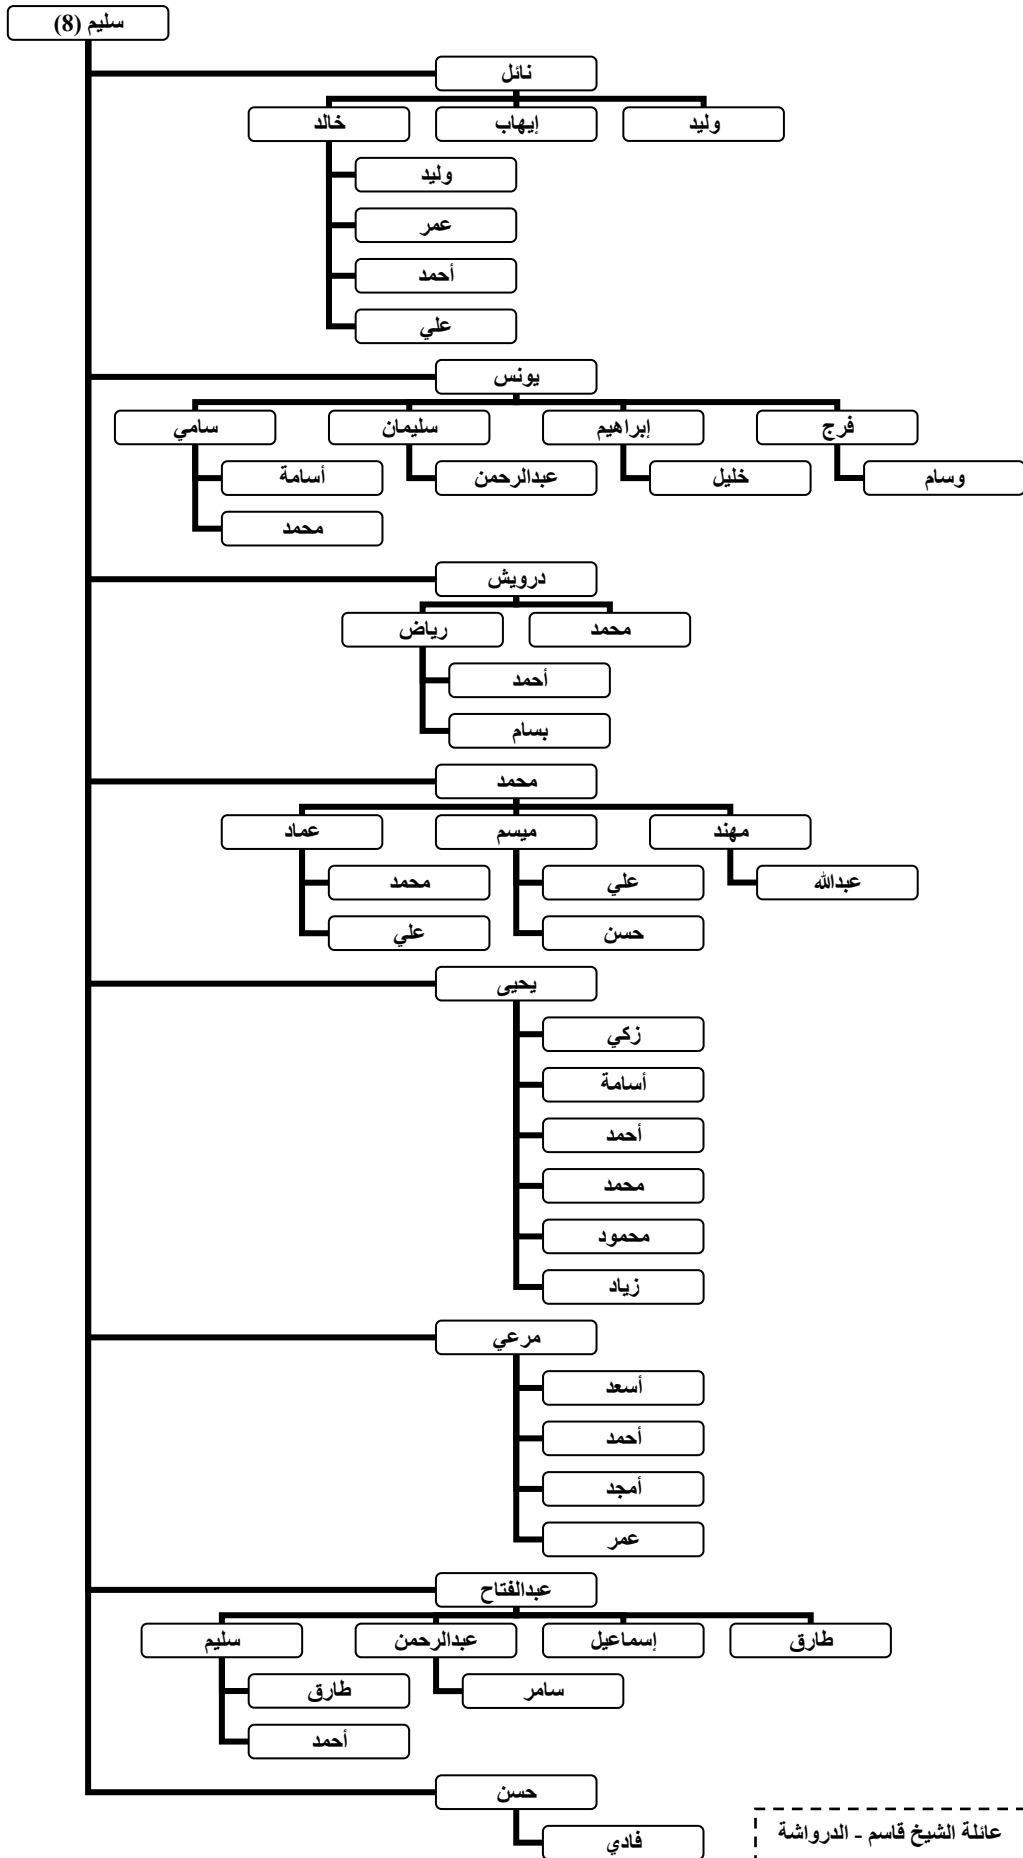 سليم (8)
نائل
وليد
إيهاب
خالد
وليد
عمر
أحمد
علي
يونس
فرج
إبراهيم
سليمان
سامي
وسام
خليل
عبدالرحمن
أسامة
محمد
درويش
محمد
رياض
أحمد
بسام
محمد
مهند
ميسم
عماد
عبدالله
علي
محمد
حسن
علي
يحيى
زكي
أسامة
أحمد
محمد
محمود
زياد
مرعي
أسعد
أحمد
أمجد
عمر
عبدالفتاح
طارق
إسماعيل
عبدالرحمن
سليم
سامر
طارق
أحمد
حسن
فادي
عائلة الشيخ قاسم - الدرواشة